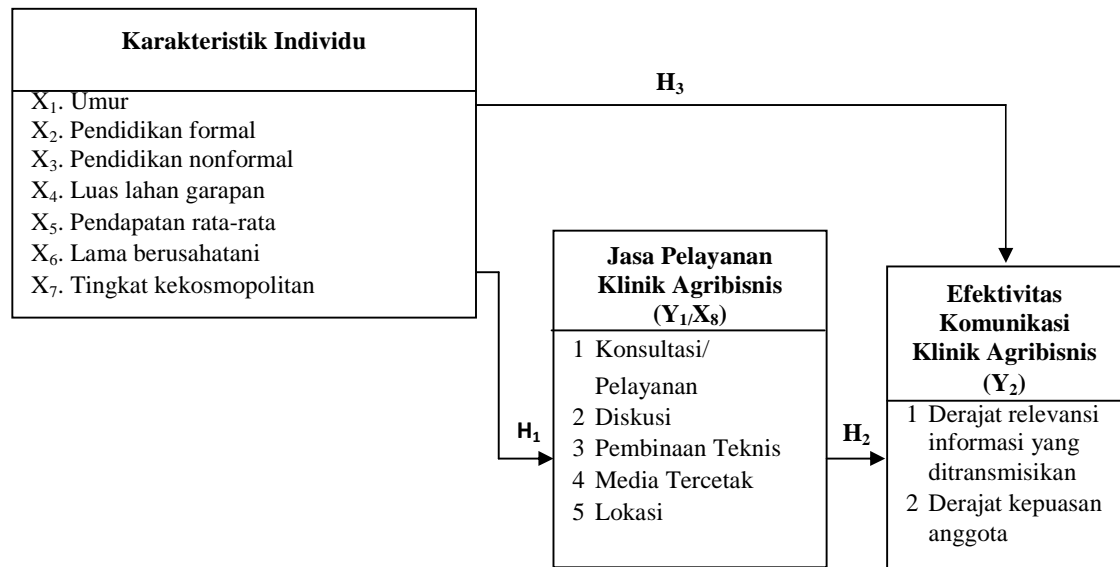 Karakteristik Individu
X₁. Umur
X₂. Pendidikan formal
X₃. Pendidikan nonformal
X₄. Luas lahan garapan
X₅. Pendapatan rata-rata
X₆. Lama berusahatani
X₇. Tingkat kekosmopolitan
H₃
H₁
Jasa Pelayanan
Klinik Agribisnis
(Y₁/X₈)
1 Konsultasi/
Pelayanan
2 Diskusi
3 Pembinaan Teknis
4 Media Tercetak
5 Lokasi
H₂
Efektivitas
Komunikasi
Klinik Agribisnis
(Y₂)
1 Derajat relevansi
informasi yang
ditransmisikan
2 Derajat kepuasan
anggota